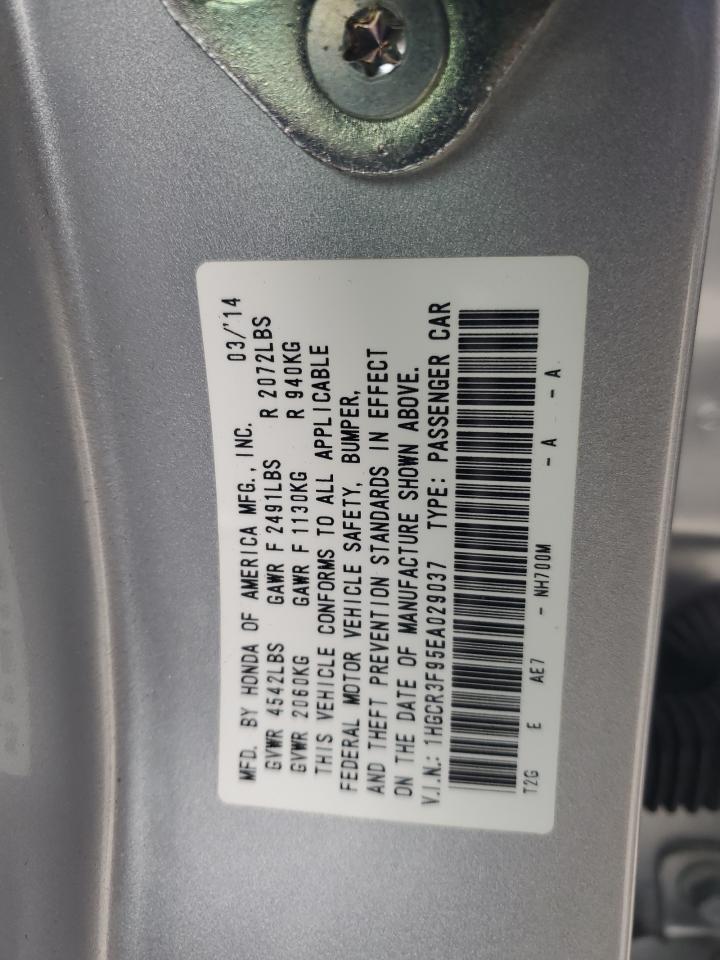 MFD. BY HONDA OF AMERICA MFG., INC. 03/'14
GVWR 4542LBS GAWR F 2491LBS R 2072LBS
GVWR 2060KG GAWR F 1130KG R 940KG
THIS VEHICLE CONFORMS TO ALL APPLICABLE
FEDERAL MOTOR VEHICLE SAFETY, BUMPER,
AND THEFT PREVENTION STANDARDS IN EFFECT
ON THE DATE OF MANUFACTURE SHOWN ABOVE.
V.I.N.: 1HGCR3F95EA029037 TYPE: PASSENGER CAR
T2G E AE7 - NH700M - A - A